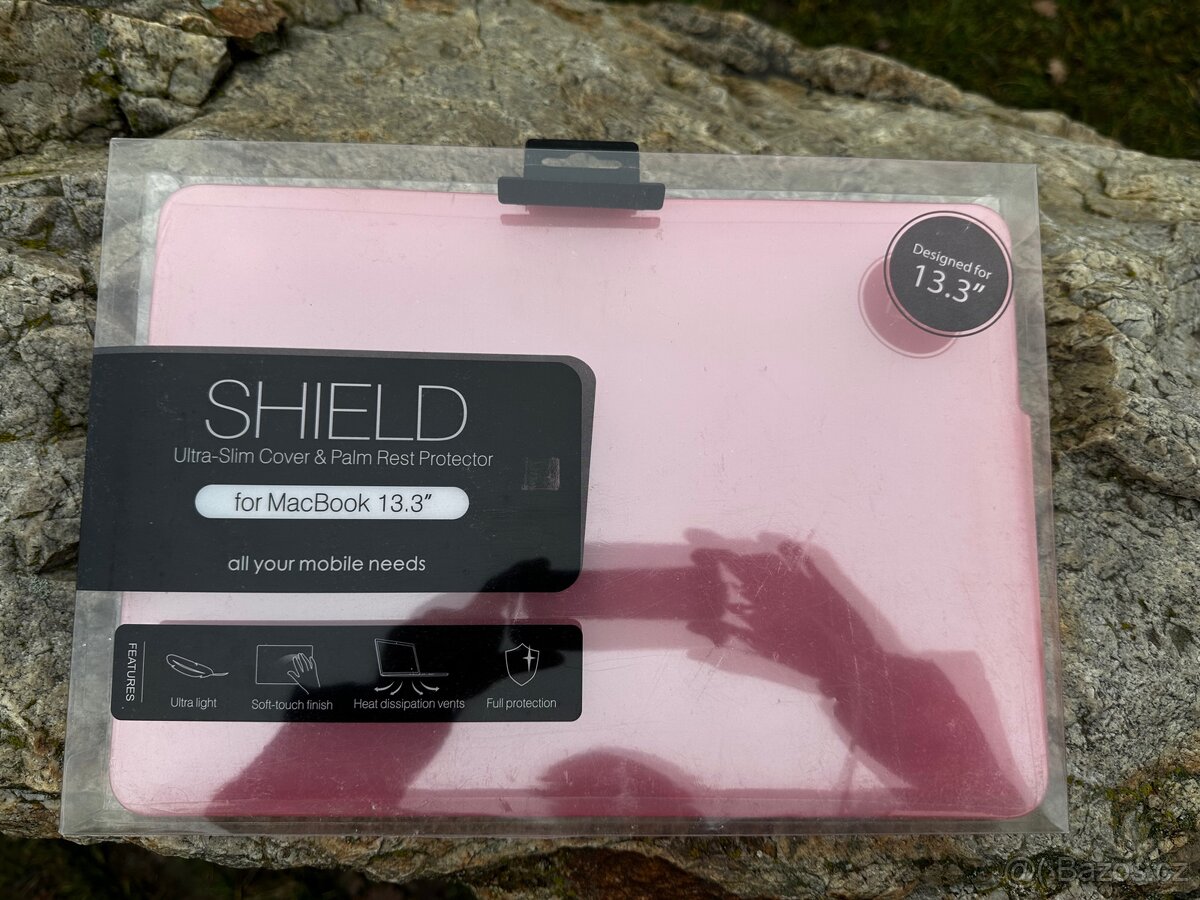 Designed for
13.3”
SHIELD
Ultra-Slim Cover & Palm Rest Protector
for MacBook 13.3”
all your mobile needs
FEATURES
Ultra light
Soft-touch finish
Heat dissipation vents
Full protection
Bazos.cz